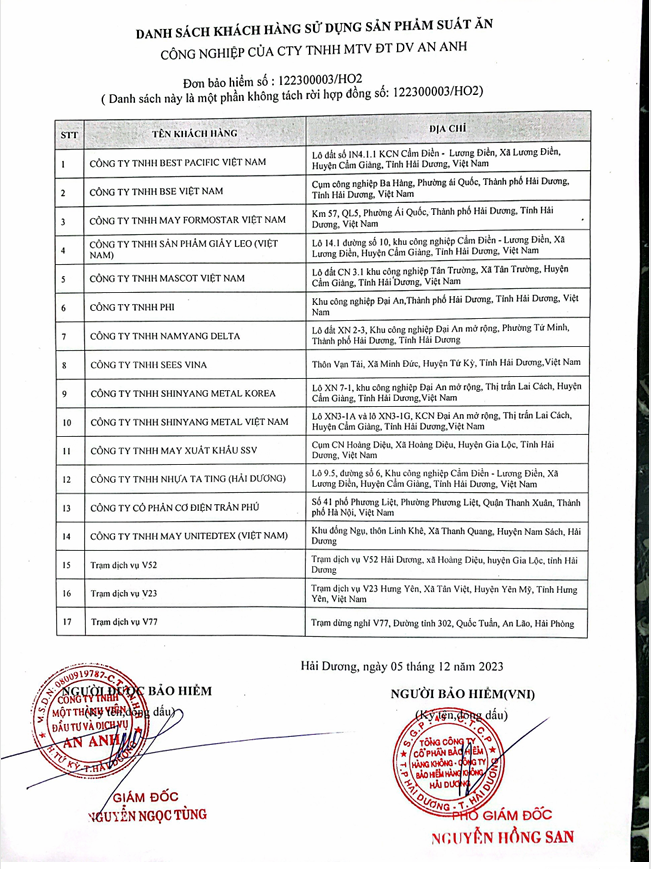 DANH SÁCH KHÁCH HÀNG SỬ DỤNG SẢN PHẨM SUẤT ĂN
CÔNG NGHIỆP CỦA CTY TNHH MTV ĐT DV AN ANH
Đơn bảo hiểm số : 122300003/HO2
( Danh sách này là một phần không tách rời hợp đồng số: 122300003/HO2)
STT TÊN KHÁCH HÀNG ĐỊA CHỈ
1 CÔNG TY TNHH BEST PACIFIC VIỆT NAM Lô đất số IN4.1.1 KCN Cẩm Điền - Lương Điền, Xã Lương Điền,
Huyện Cẩm Giàng, Tỉnh Hải Dương, Việt Nam
2 CÔNG TY TNHH BSE VIỆT NAM Cụm công nghiệp Ba Hàng, Phường ái Quốc, Thành phố Hải Dương,
Tỉnh Hải Dương, Việt Nam
3 CÔNG TY TNHH MAY FORMOSTAR VIỆT NAM Km 57, QL5, Phường Ái Quốc, Thành phố Hải Dương, Tỉnh Hải
Dương, Việt Nam
4 CÔNG TY TNHH SẢN PHẨM GIẤY LEO (VIỆT
NAM)
Lô 14.1 đường số 10, khu công nghiệp Cẩm Điền - Lương Điền, Xã
Lương Điền, Huyện Cẩm Giàng, Tỉnh Hải Dương, Việt Nam
5 CÔNG TY TNHH MASCOT VIỆT NAM Lô đất CN 3.1 khu công nghiệp Tân Trường, Xã Tân Trường, Huyện
Cẩm Giàng, Tỉnh Hải Dương, Việt Nam
6 CÔNG TY TNHH PHI Khu công nghiệp Đại An,Thành phố Hải Dương, Tỉnh Hải Dương, Việt
Nam
7 CÔNG TY TNHH NAMYANG DELTA Lô đất XN 2-3, Khu công nghiệp Đại An mở rộng, Phường Tứ Minh,
Thành phố Hải Dương, Tỉnh Hải Dương
8 CÔNG TY TNHH SEES VINA Thôn Vạn Tải, Xã Minh Đức, Huyện Tứ Kỳ, Tỉnh Hải Dương,Việt Nam
9 CÔNG TY TNHH SHINYANG METAL KOREA Lô XN 7-1, khu công nghiệp Đại An mở rộng, Thị trấn Lai Cách, Huyện
Cẩm Giàng, Tỉnh Hải Dương,Việt Nam
10 CÔNG TY TNHH SHINYANG METAL VIỆT NAM Lô XN3-1A và lô XN3-1G, KCN Đại An mở rộng, Thị trấn Lai Cách,
Huyện Cẩm Giàng, Tỉnh Hải Dương,Việt Nam
11 CÔNG TY TNHH MAY XUẤT KHẨU SSV Cụm CN Hoàng Diệu, Xã Hoàng Diệu, Huyện Gia Lộc, Tỉnh Hải
Dương, Việt Nam
12 CÔNG TY TNHH NHỰA TA TING (HẢI DƯƠNG) Lô 9.5, đường số 6, Khu công nghiệp Cẩm Điền - Lương Điền, Xã
Lương Điền, Huyện Cẩm Giàng, Tỉnh Hải Dương, Việt Nam
13 CÔNG TY CỔ PHẦN CƠ ĐIỆN TRẦN PHÚ Số 41 phố Phương Liệt, Phường Phương Liệt, Quận Thanh Xuân, Thành
phố Hà Nội, Việt Nam
14 CÔNG TY TNHH MAY UNITEDTEX (VIỆT NAM) Khu đồng Ngụ, thôn Linh Khê, Xã Thanh Quang, Huyện Nam Sách, Hải
Dương
15 Trạm dịch vụ V52 Trạm dịch vụ V52 Hải Dương, xã Hoàng Diệu, huyện Gia Lộc, tỉnh Hải
Dương
16 Trạm dịch vụ V23 Trạm dịch vụ V23 Hưng Yên, Xã Tân Việt, Huyện Yên Mỹ, Tỉnh Hưng
Yên, Việt Nam
17 Trạm dịch vụ V77 Trạm dừng nghỉ V77, Đường tỉnh 302, Quốc Tuấn, An Lão, Hải Phòng
Hải Dương, ngày 05 tháng 12 năm 2023
NGƯỜI ĐƯỢC BẢO HIỂM
(Ký tên,đóng dấu)
M.S.D.N: 0800919787-C.T.
CÔNG TY TNHH
MỘT THÀNH VIÊN
ĐẦU TƯ VÀ DỊCH VỤ
AN ANH
H.TỨ KỲ-T.HẢI DƯƠNG
GIÁM ĐỐC
NGUYỄN NGỌC TÙNG
NGƯỜI BẢO HIỂM(VNI)
(Ký tên,đóng dấu)
TỔNG CÔNG TY
CỔ PHẦN BẢO HIỂM
HÀNG KHÔNG - CÔNG TY
BẢO HIỂM HÀNG KHÔNG
HẢI DƯƠNG
T.P HẢI DƯƠNG - T. HẢI DƯƠNG
PHÓ GIÁM ĐỐC
NGUYỄN HỒNG SAN